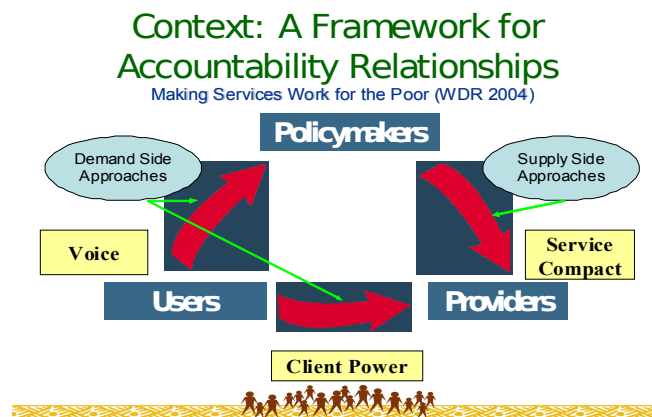 Context: A Framework for
Accountability Relationships
Making Services Work for the Poor (WDR 2004)
Policymakers
Demand Side
Approaches
Supply Side
Approaches
Voice
Service
Compact
Users
Providers
Client Power